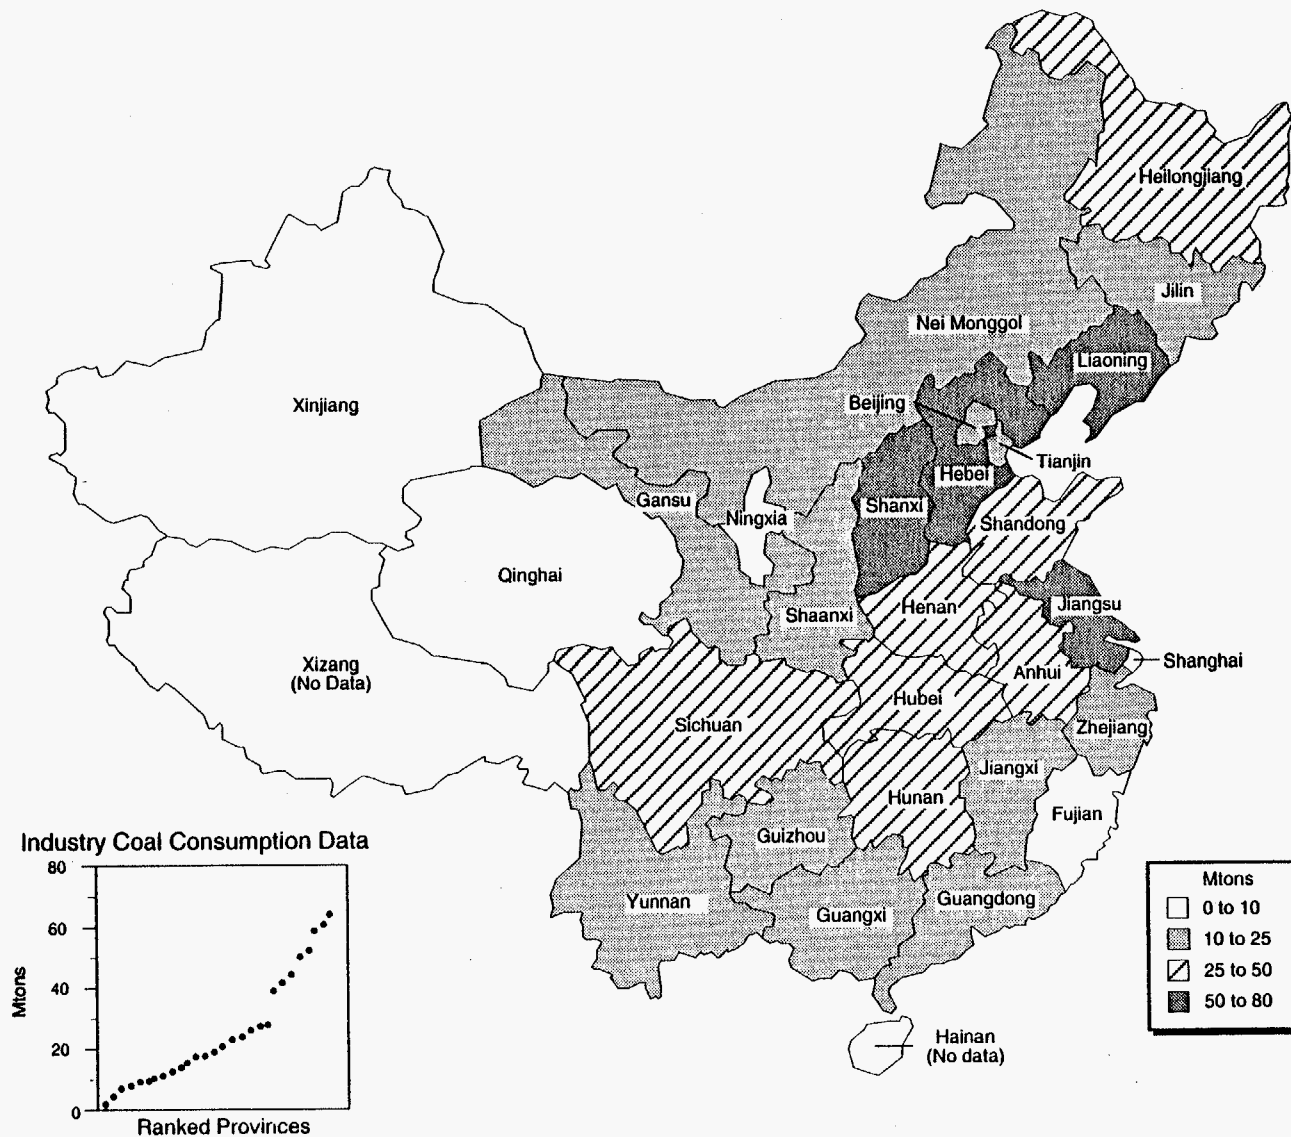 Heilongjiang
Jilin
Nei Monggol
Liaoning
Xinjiang
Beijing
Tianjin
Hebei
Gansu
Shanxi
Ningxia
Shandong
Qinghai
Shaanxi
Henan
Jiangsu
Xizang
(No Data)
Shanghai
Anhui
Hubei
Sichuan
Zhejiang
Jiangxi
Hunan
Fujian
Guizhou
Yunnan
Guangxi
Guangdong
Hainan
(No data)
Industry Coal Consumption Data
80
60
40
20
0
Mtons
Ranked Provinces
Mtons
0 to 10
10 to 25
25 to 50
50 to 80